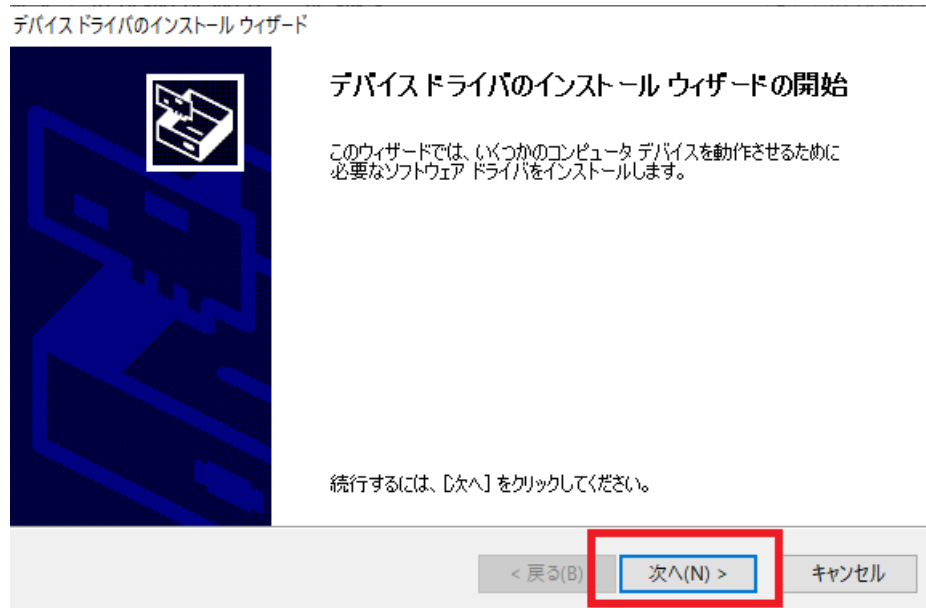 デバイス ドライバのインストール ウィザード
デバイス ドライバのインストール ウィザードの開始
このウィザードでは、いくつかのコンピュータ デバイスを動作させるために
必要なソフトウェア ドライバをインストールします。
続行するには、[次へ] をクリックしてください。
< 戻る(B)
次へ(N) >
キャンセル